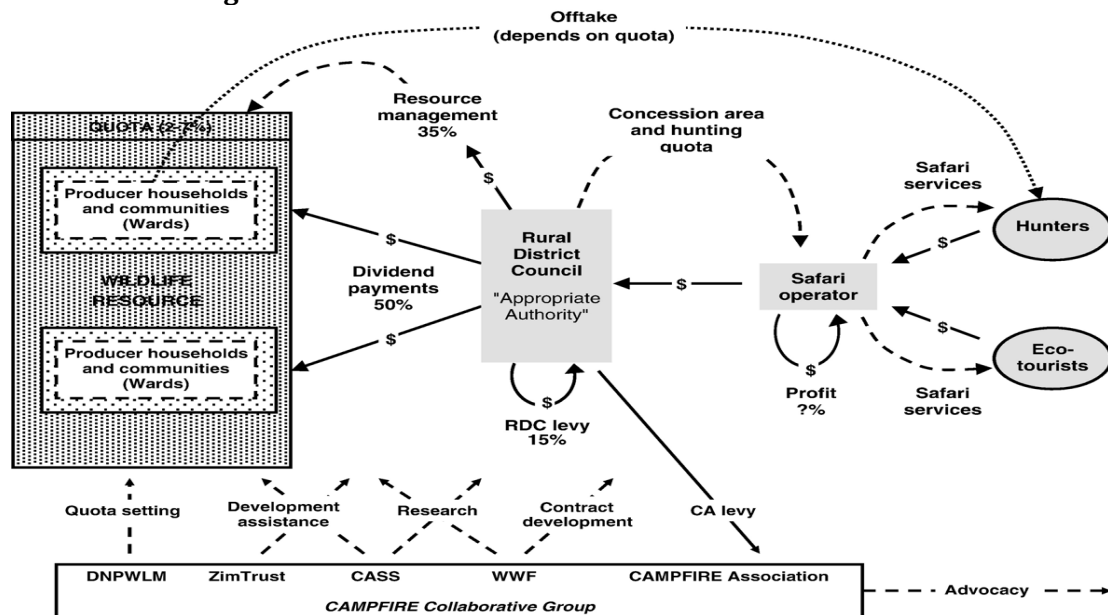 Offtake
(depends on quota)
Resource
management
35%
Concession area
and hunting
quota
QUOTA (2-7%)
Safari
services
Producer households
and communities
(Wards)
$
Rural
District
Council
"Appropriate
Authority"
Hunters
$
$
WILDLIFE
RESOURCE
Dividend
payments
50%
$
Safari
operator
$
$
Producer households
and communities
(Wards)
Eco-
tourists
$
RDC levy
15%
$
Profit
?%
Safari
services
Quota setting
Development
assistance
Research
Contract
development
CA levy
DNPWLM
ZimTrust
CASS
WWF
CAMPFIRE Association
Advocacy
CAMPFIRE Collaborative Group